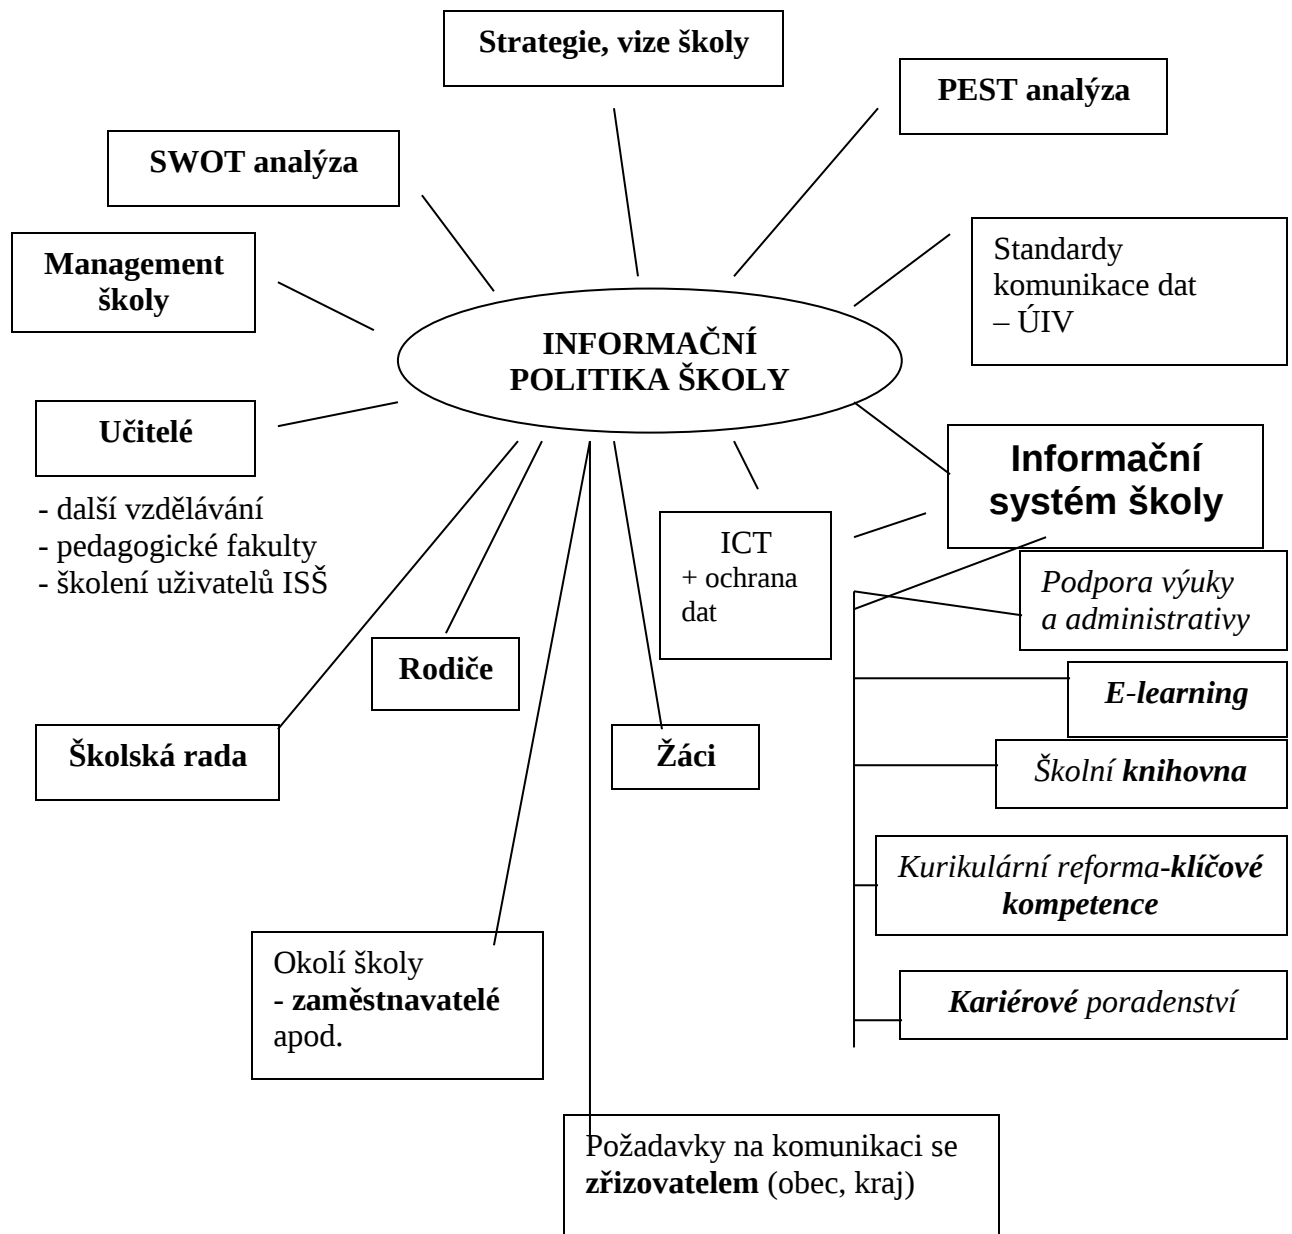 Strategie, vize školy
PEST analýza
SWOT analýza
Management
školy
Standardy
komunikace dat
– ÚIV
INFORMAČNÍ
POLITIKA ŠKOLY
Učitelé
- další vzdělávání
- pedagogické fakulty
- školení uživatelů ISŠ
Informační
systém školy
ICT
+ ochrana
dat
Podpora výuky
a administrativy
Rodiče
E-learning
Školská rada
Žáci
Školní knihovna
Kurikulární reforma-klíčové
kompetence
Okolí školy
- zaměstnavatelé
apod.
Kariérové poradenství
Požadavky na komunikaci se
zřizovatelem (obec, kraj)